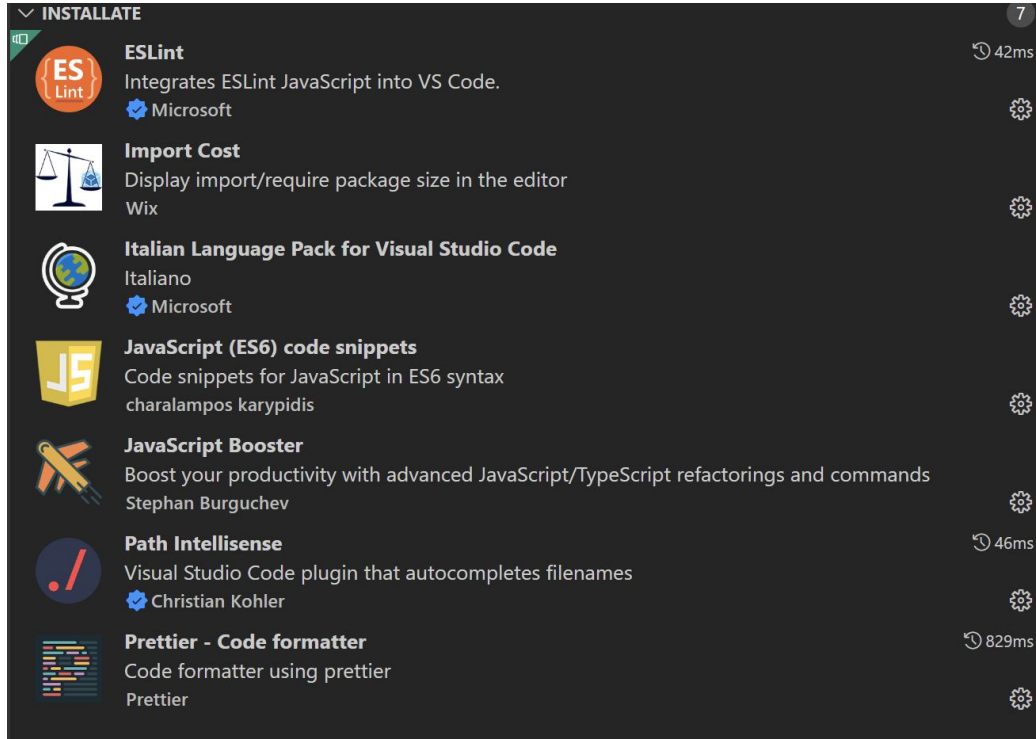 INSTALLATE 7
ESLint 42ms
Integrates ESLint JavaScript into VS Code.
Microsoft
ES
Lint
Import Cost
Display import/require package size in the editor
Wix
Italian Language Pack for Visual Studio Code
Italiano
Microsoft
JavaScript (ES6) code snippets
Code snippets for JavaScript in ES6 syntax
charalampos karypidis
JS
JavaScript Booster
Boost your productivity with advanced JavaScript/TypeScript refactorings and commands
Stephan Burguchev
Path Intellisense 46ms
Visual Studio Code plugin that autocompletes filenames
Christian Kohler
./
Prettier - Code formatter 829ms
Code formatter using prettier
Prettier